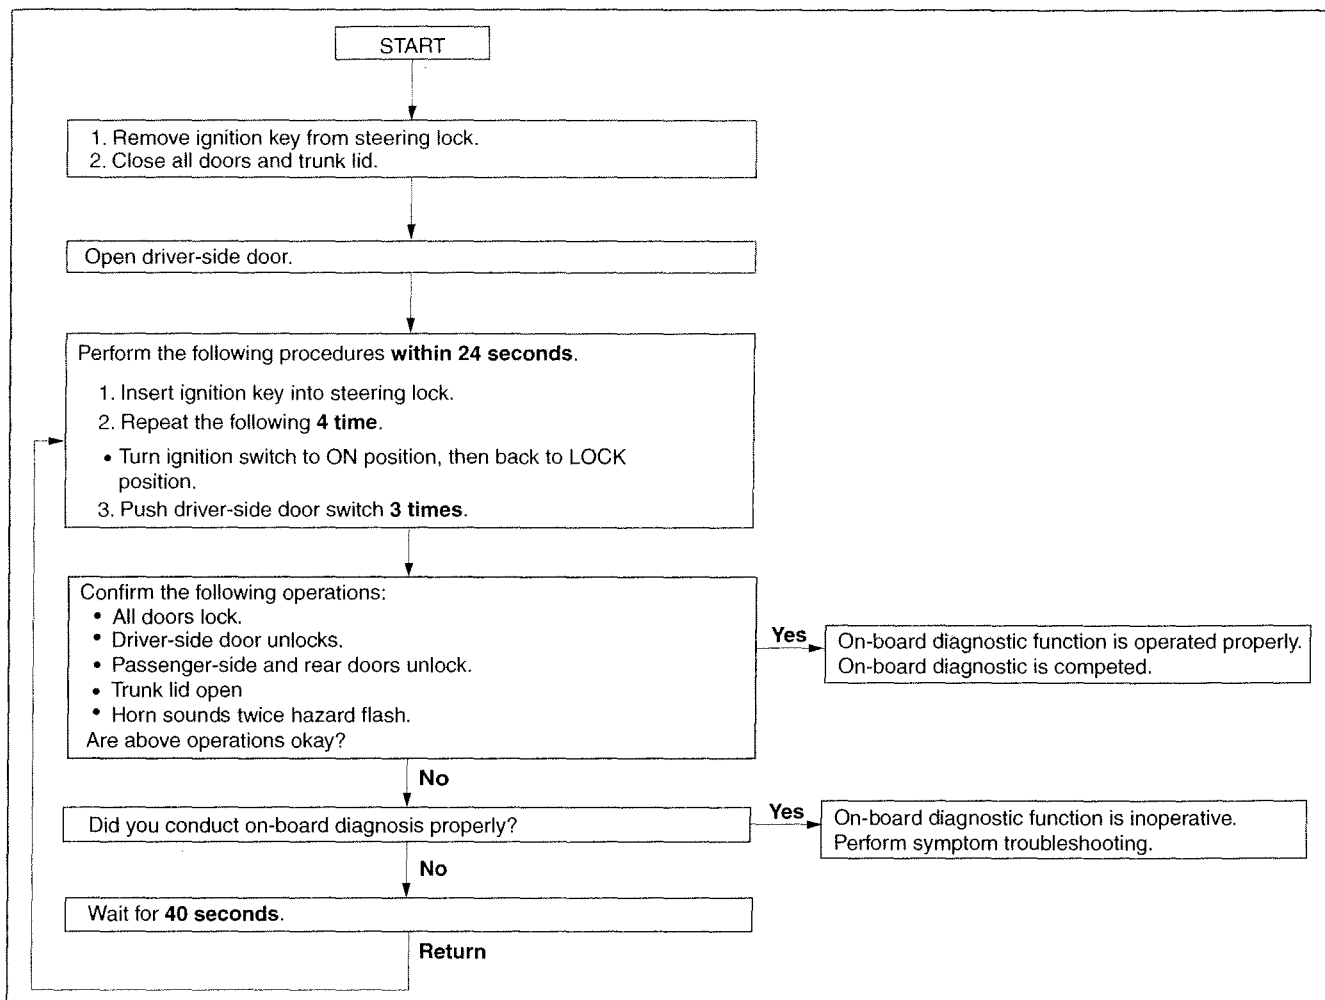 START
1. Remove ignition key from steering lock.
2. Close all doors and trunk lid.
Open driver-side door.
Perform the following procedures within 24 seconds.
1. Insert ignition key into steering lock.
2. Repeat the following 4 time.
• Turn ignition switch to ON position, then back to LOCK
position.
3. Push driver-side door switch 3 times.
Confirm the following operations:
• All doors lock.
• Driver-side door unlocks.
• Passenger-side and rear doors unlock.
• Trunk lid open
• Horn sounds twice hazard flash.
Are above operations okay?
Yes
On-board diagnostic function is operated properly.
On-board diagnostic is competed.
No
Did you conduct on-board diagnosis properly?
Yes
On-board diagnostic function is inoperative.
Perform symptom troubleshooting.
No
Wait for 40 seconds.
Return